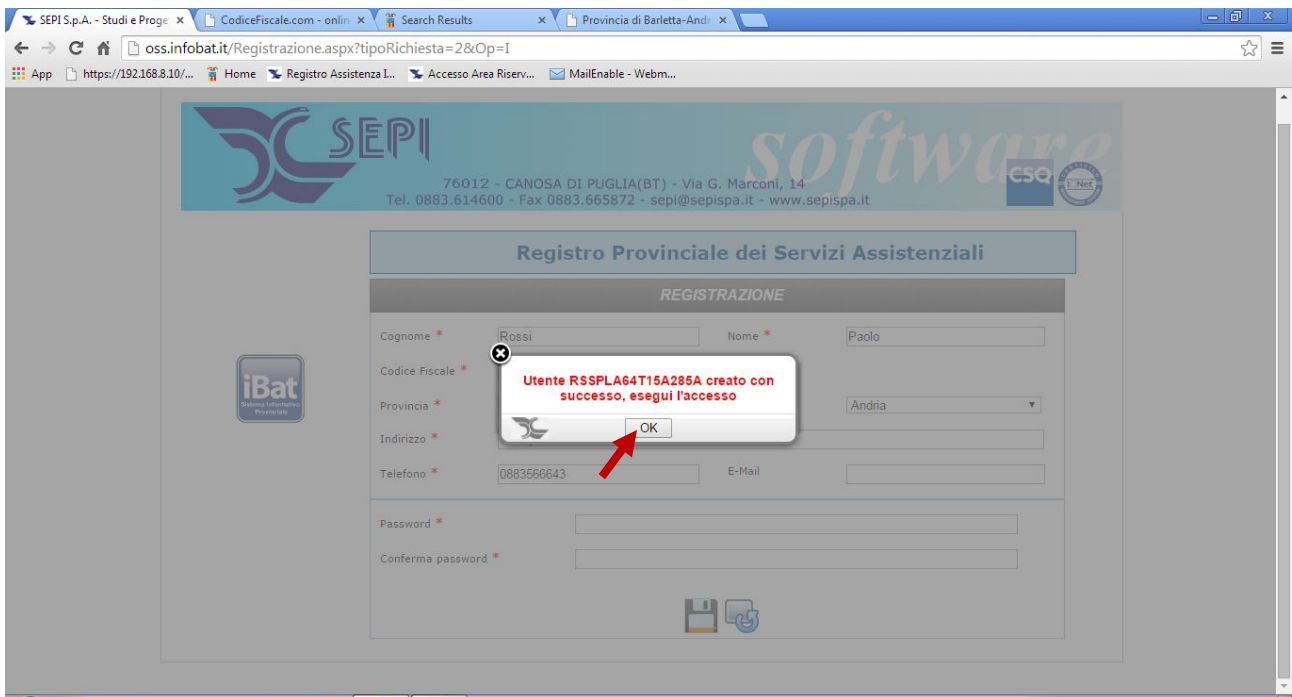 SEPI S.p.A. - Studi e Proge
CodiceFiscale.com - onlin
Search Results
Provincia di Barletta-Andr
oss.infobat.it/Registrazione.aspx?tipoRichiesta=2&Op=I
App https://192.168.8.10/... Home Registro Assistenza I... Accesso Area Riserv... MailEnable - Webm...
SEPI
software
76012 - CANOSA DI PUGLIA(BT) - Via G. Marconi, 14
Tel. 0883.614600 - Fax 0883.665872 - sepi@sepispa.it - www.sepispa.it
CSQ
Registro Provinciale dei Servizi Assistenziali
REGISTRAZIONE
Cognome * Rossi Nome * Paolo
Codice Fiscale *
Utente RSSPLA64T15A285A creato con
successo, esegui l'accesso
OK
iBat
Sistema Informativo
Provinciale
Provincia * Andria
Indirizzo *
Telefono * 0883566643 E-Mail
Password *
Conferma password *